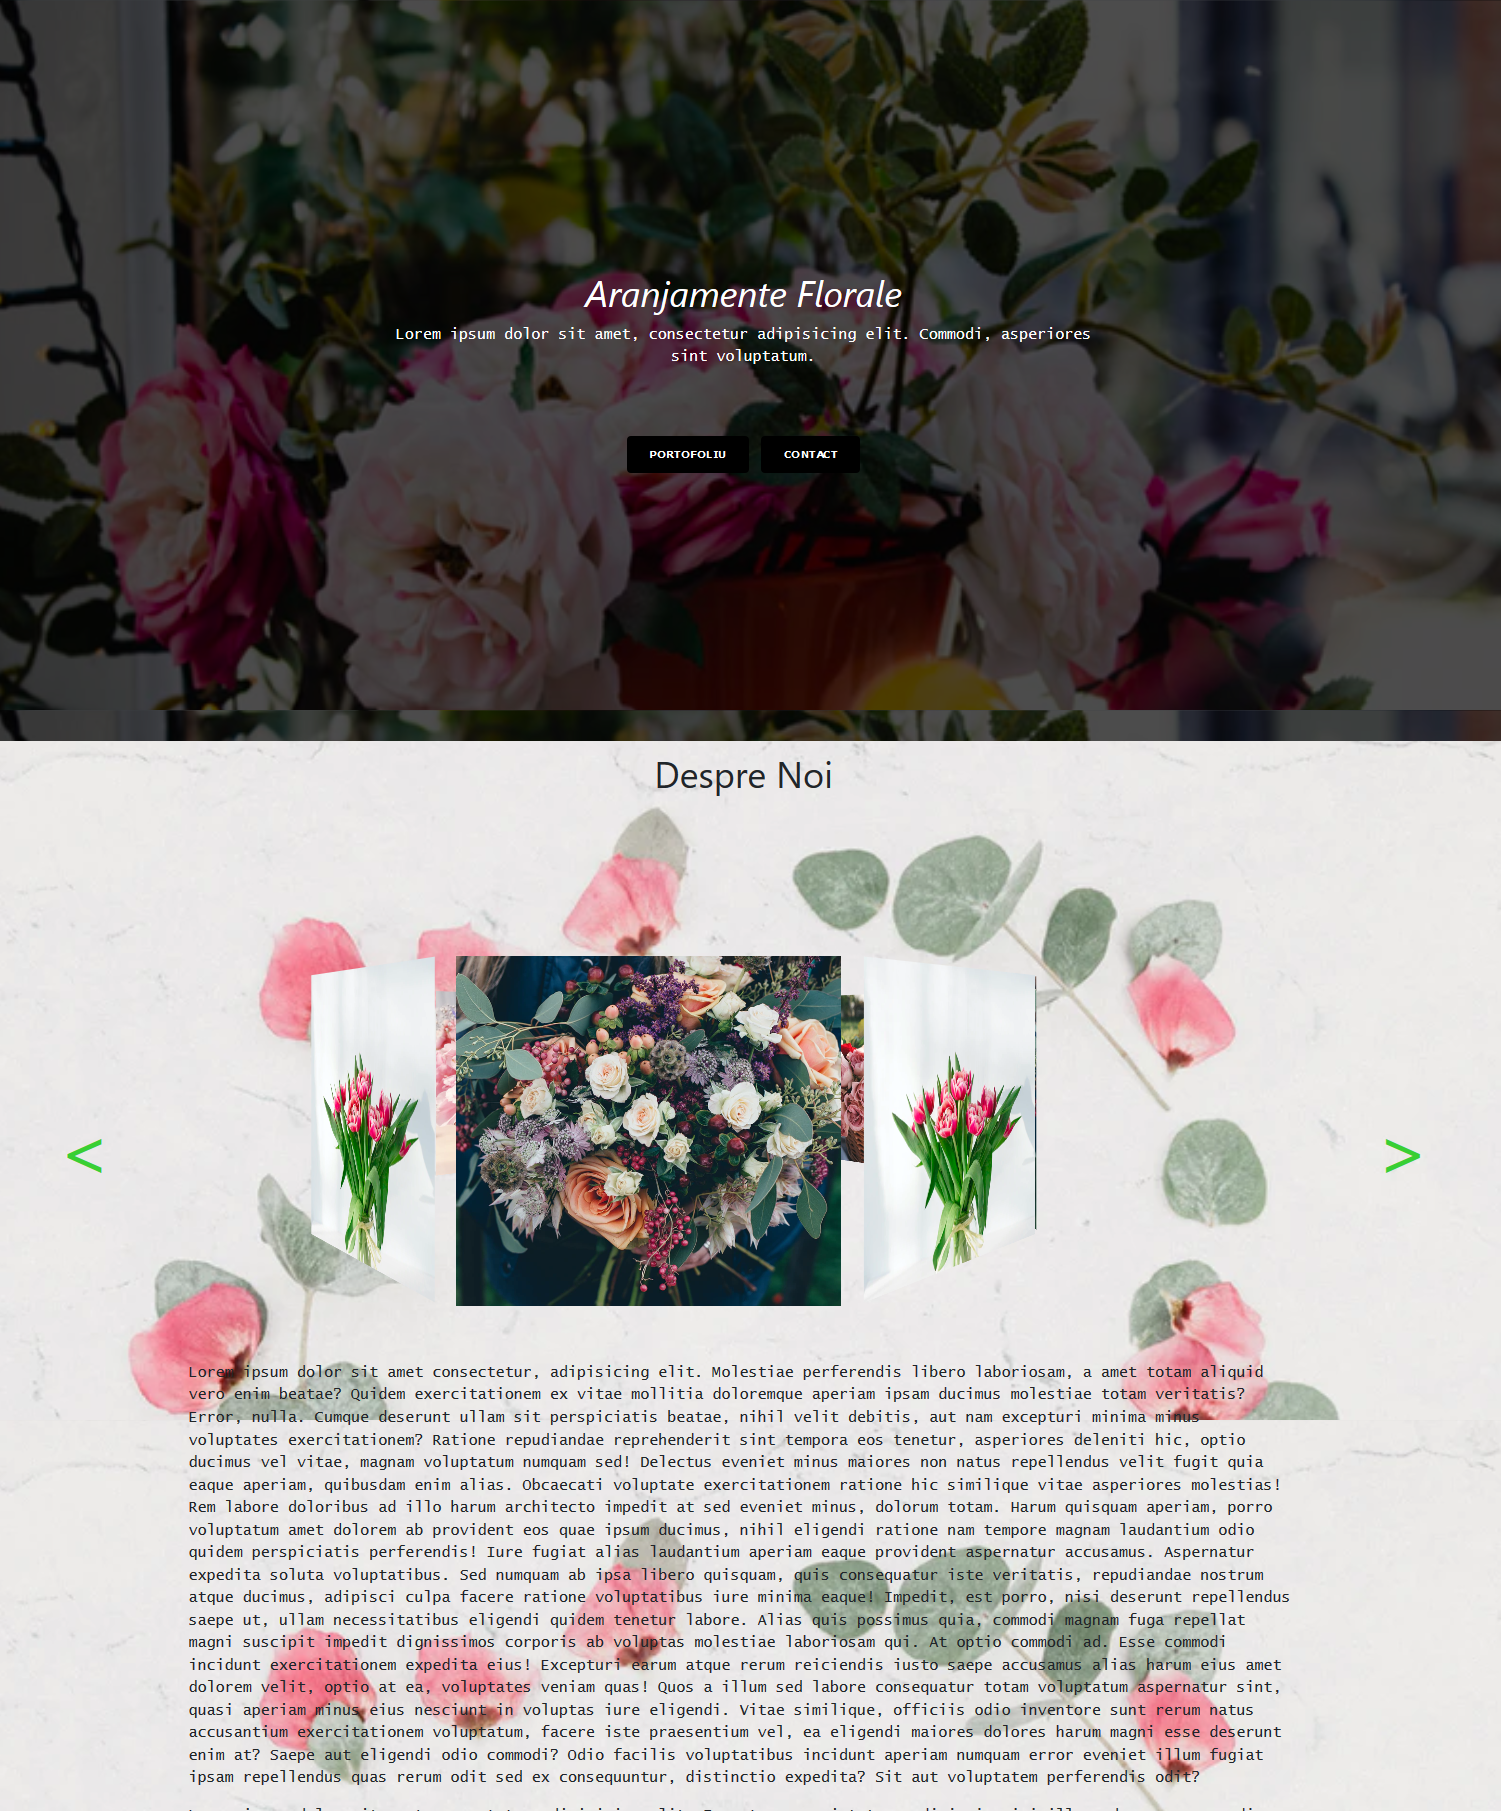 Aranjamente Florale
Lorem ipsum dolor sit amet, consectetur adipisicing elit. Commodi, asperiores
sint voluptatum.
PORTOFOLIU CONTACT
Despre Noi
< >
Lorem ipsum dolor sit amet consectetur, adipisicing elit. Molestiae perferendis libero laboriosam, a amet totam aliquid
vero enim beatae? Quidem exercitationem ex vitae mollitia doloremque aperiam ipsam ducimus molestiae totam veritatis?
Error, nulla. Cumque deserunt ullam sit perspiciatis beatae, nihil velit debitis, aut nam excepturi minima minus
voluptates exercitationem? Ratione repudiandae reprehenderit sint tempora eos tenetur, asperiores deleniti hic, optio
ducimus vel vitae, magnam voluptatum numquam sed! Delectus eveniet minus maiores non natus repellendus velit fugit quia
eaque aperiam, quibusdam enim alias. Obcaecati voluptate exercitationem ratione hic similique vitae asperiores molestias!
Rem labore doloribus ad illo harum architecto impedit at sed eveniet minus, dolorum totam. Harum quisquam aperiam, porro
voluptatum amet dolorem ab provident eos quae ipsum ducimus, nihil eligendi ratione nam tempore magnam laudantium odio
quidem perspiciatis perferendis! Iure fugiat alias laudantium aperiam eaque provident aspernatur accusamus. Aspernatur
expedita soluta voluptatibus. Sed numquam ab ipsa libero quisquam, quis consequatur iste veritatis, repudiandae nostrum
atque ducimus, adipisci culpa facere ratione voluptatibus iure minima eaque! Impedit, est porro, nisi deserunt repellendus
saepe ut, ullam necessitatibus eligendi quidem tenetur labore. Alias quis possimus quia, commodi magnam fuga repellat
magni suscipit impedit dignissimos corporis ab voluptas molestiae laboriosam qui. At optio commodi ad. Esse commodi
incidunt exercitationem expedita eius! Excepturi earum atque rerum reiciendis iusto saepe accusamus alias harum eius amet
dolorem velit, optio at ea, voluptates veniam quas! Quos a illum sed labore consequatur totam voluptatum aspernatur sint,
quasi aperiam minus eius nesciunt in voluptas iure eligendi. Vitae similique, officiis odio inventore sunt rerum natus
accusantium exercitationem voluptatum, facere iste praesentium vel, ea eligendi maiores dolores harum magni esse deserunt
enim at? Saepe aut eligendi odio commodi? Odio facilis voluptatibus incidunt aperiam numquam error eveniet illum fugiat
ipsam repellendus quas rerum odit sed ex consequuntur, distinctio expedita? Sit aut voluptatem perferendis odit?